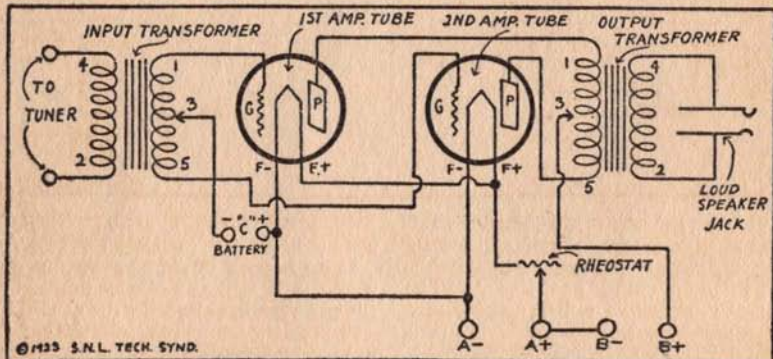 INPUT TRANSFORMER
1ST AMP. TUBE
2ND AMP. TUBE
OUTPUT
TRANSFORMER
4
1
1
4
TO
TUNER
3
G
P
G
P
3
2
5
F-
F.+
F-
F+
5
2
LOUD
SPEAKER
JACK
- "C" +
BATTERY
RHEOSTAT
A-
A+
B-
B+
© 1923 S.N.L. TECH. SYND.